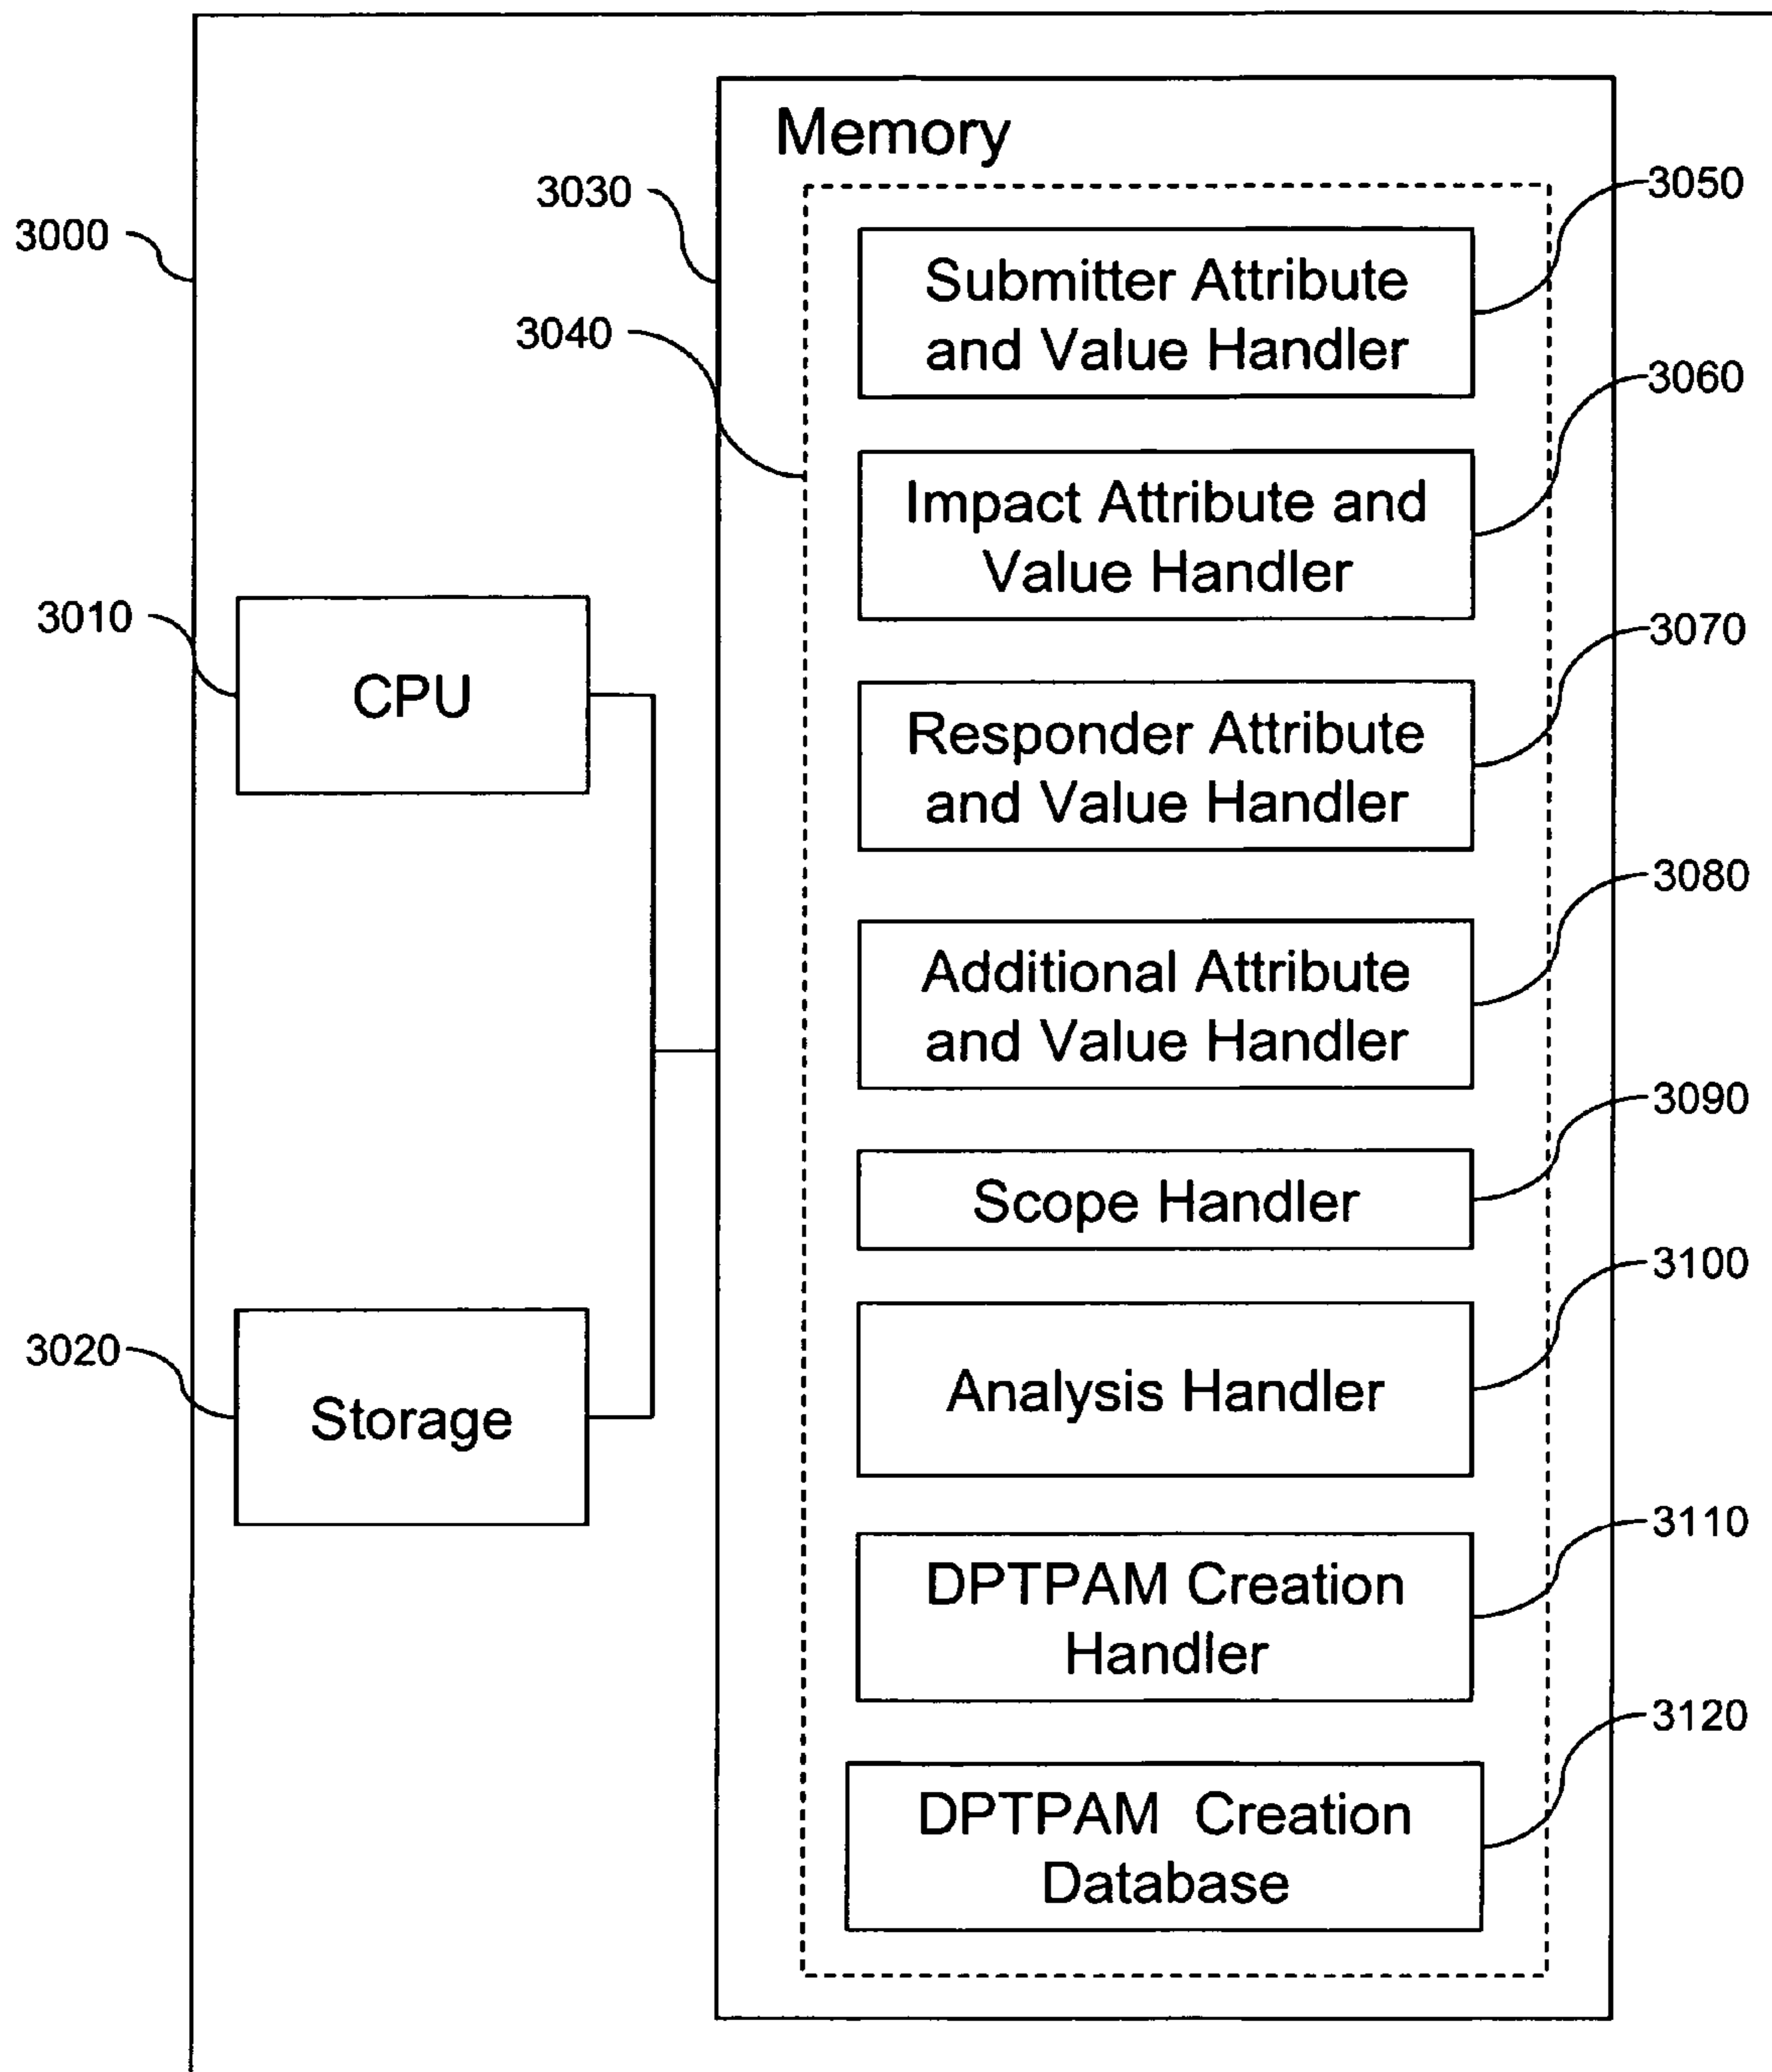 Memory
3000
3030
3040
3050
Submitter Attribute
and Value Handler
3060
Impact Attribute and
Value Handler
3010
CPU
3070
Responder Attribute
and Value Handler
3080
Additional Attribute
and Value Handler
3090
Scope Handler
3020
Storage
3100
Analysis Handler
3110
DPTPAM Creation
Handler
3120
DPTPAM Creation
Database